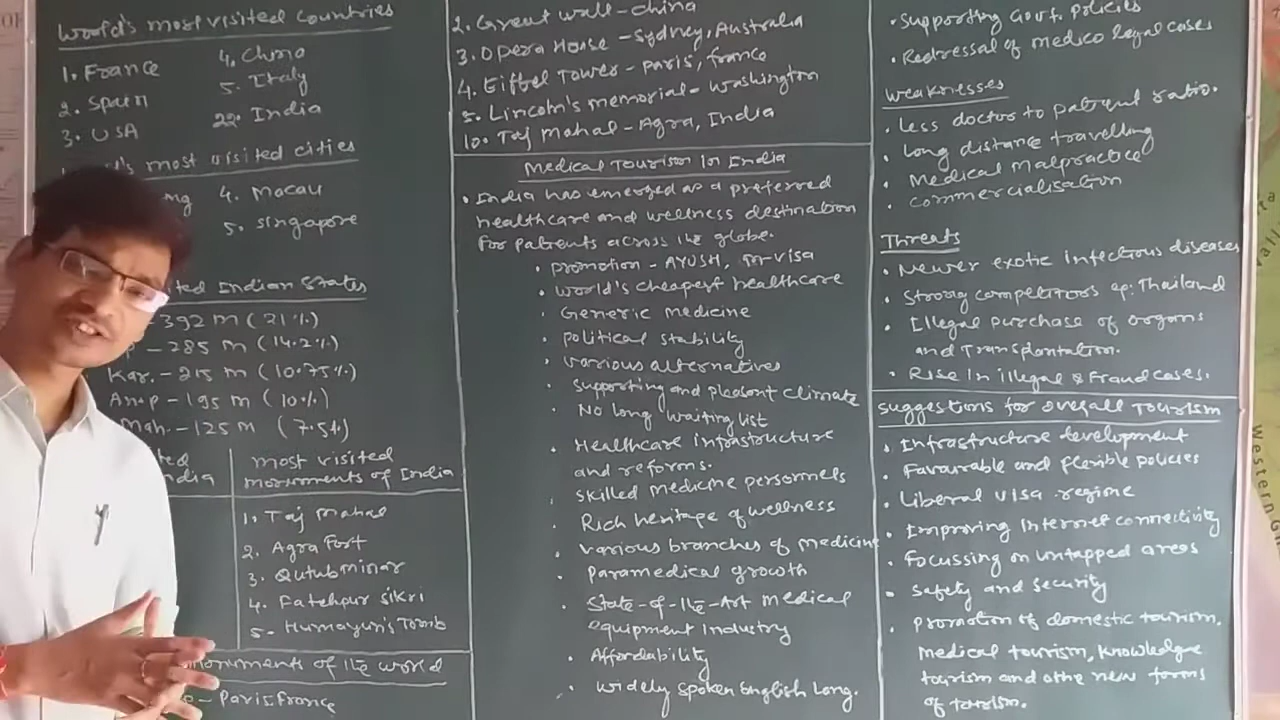 World's most visited countries
1. France
4. China
2. Spain
5. Italy
3. USA
22. India
most visited cities
4. Macau
5. Singapore
ited Indian States
- 392 m (21%)
- 285 m (14.2%)
Kar. - 215 m (10.75%)
An.P - 195 m (10%)
Mah. - 125 m (7.5%)
most visited
monuments of India
1. Taj Mahal
2. Agra Fort
3. Qutub minar
4. Fatehpur Sikri
5. Humayun's Tomb
monuments of the world
- Paris France
2. Great wall - China
3. Opera House - Sydney, Australia
4. Eiffel Tower - Paris, France
5. Lincoln's memorial - Washington
10. Taj Mahal - Agra, India
Medical Tourism in India
• India has emerged as a preferred
healthcare and wellness destination
for patients across the globe.
• Promotion - AYUSH, m-visa
• World's cheapest healthcare
• Generic medicine
• Political stability
• Various alternatives
• Supporting and pleasant climate
• No long waiting list
• Healthcare infrastructure
and reforms.
• Skilled medicine personnels
• Rich heritage of wellness
• Various branches of medicine
• Paramedical growth
• State-of-the-Art medical
equipment industry
• Affordability
• Widely spoken English Lang.
• Supporting Govt. policies
• Redressal of medico legal cases
Weaknesses
• Less doctor to patient ratio.
• Long distance travelling
• Medical Malpractice
• Commercialisation
Threats
• Newer exotic infectious diseases
• Strong competitors ep: Thailand
• Illegal purchase of organs
and Transplantation.
• Rise in illegal & Fraud cases.
Suggestions for overall Tourism
• Infrastructure development
• Favourable and flexible policies
• Liberal visa regime
• Improving Internet connectivity
• Focussing on untapped areas
• Safety and security
• Promotion of domestic tourism.
Medical tourism, knowledge
tourism and othe new forms
of tourism.